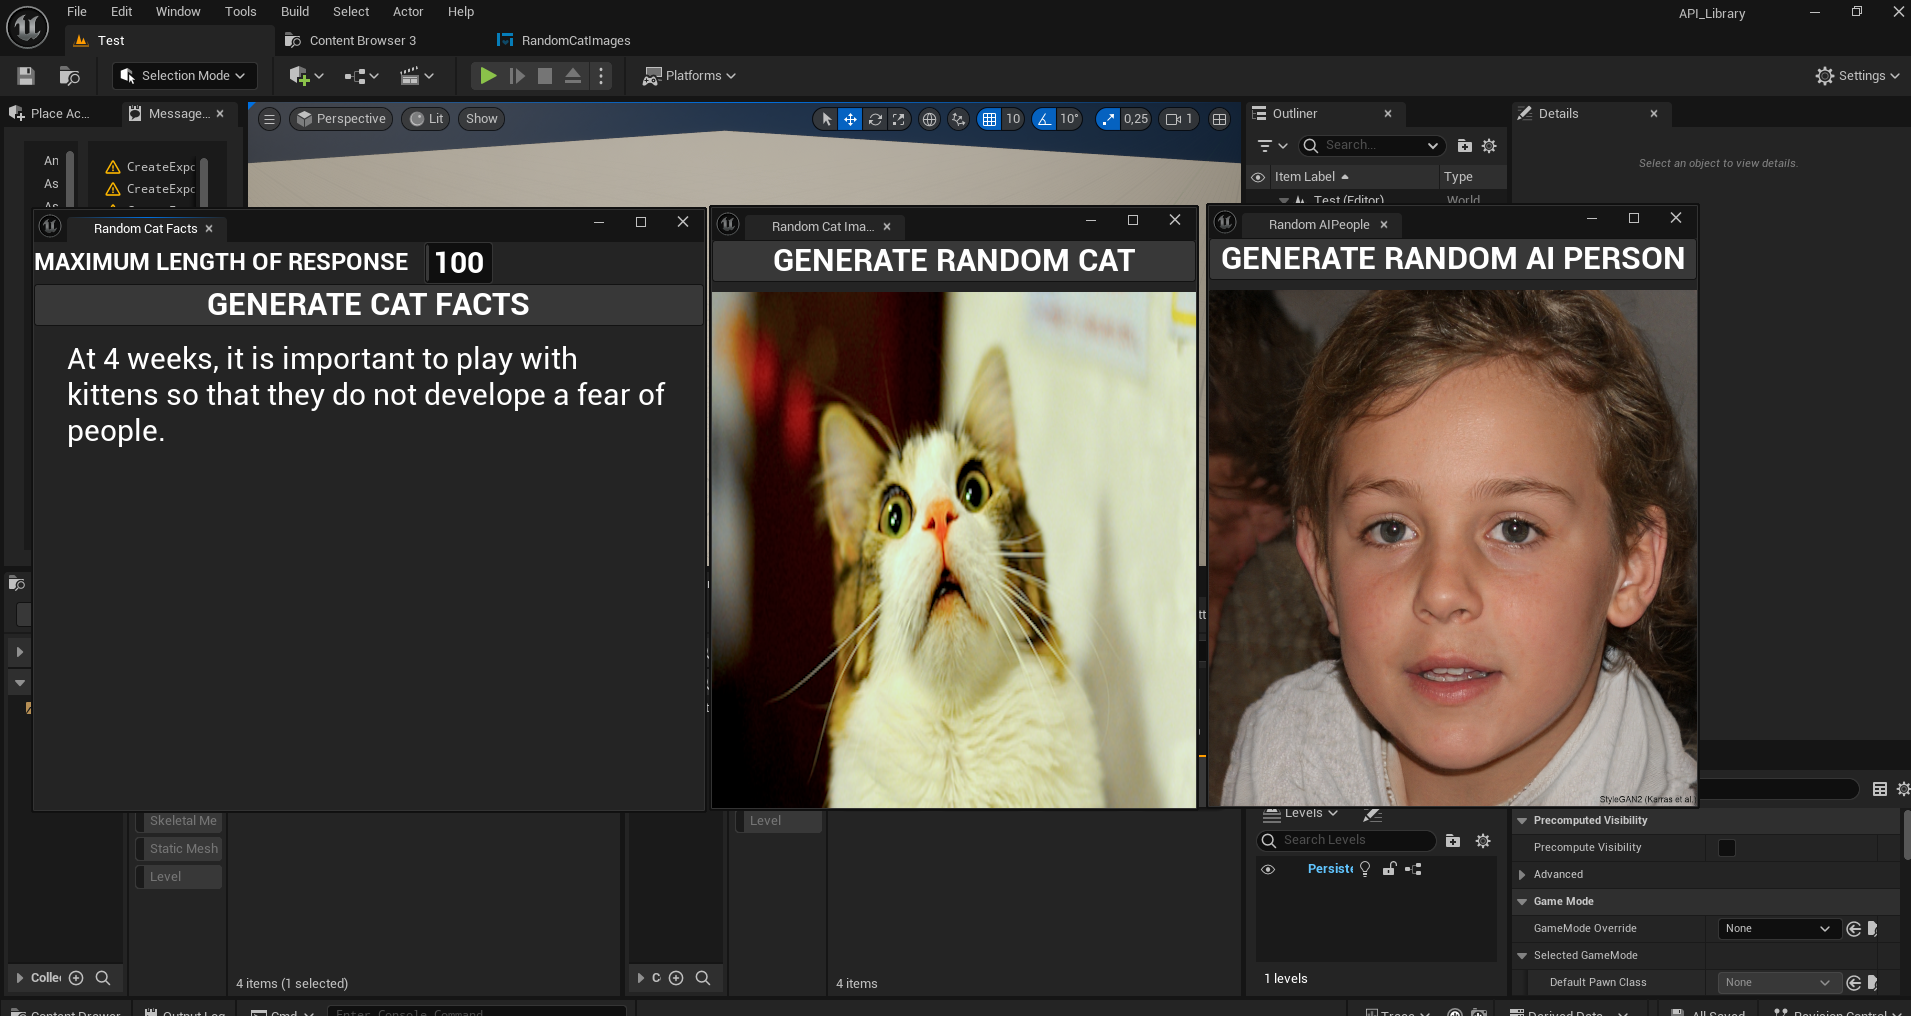 File Edit Window Tools Build Select Actor Help
API_Library
Test
Content Browser 3
RandomCatImages
Selection Mode
Platforms
Settings
Place Ac...
Message...
Perspective
Lit
Show
10
10°
0,25
1
Outliner
Details
An
As
CreateExpo
CreateExpo
Search...
Select an object to view details.
Item Label
Type
Test (Editor)
World
Random Cat Facts
MAXIMUM LENGTH OF RESPONSE 100
GENERATE CAT FACTS
At 4 weeks, it is important to play with
kittens so that they do not develope a fear of
people.
Random Cat Ima...
GENERATE RANDOM CAT
Random AIPeople
GENERATE RANDOM AI PERSON
StyleGAN2 (Karras et al.)
Skeletal Me
Static Mesh
Level
Level
Levels
Search Levels
Persiste
1 levels
Precomputed Visibility
Precompute Visibility
Advanced
Game Mode
GameMode Override
None
Selected GameMode
Default Pawn Class
None
Collec
4 items (1 selected)
C
4 items
Content Drawer
Output Log
Cmd
Enter Console Command
Trace
Derived Data
All Saved
Revision Control